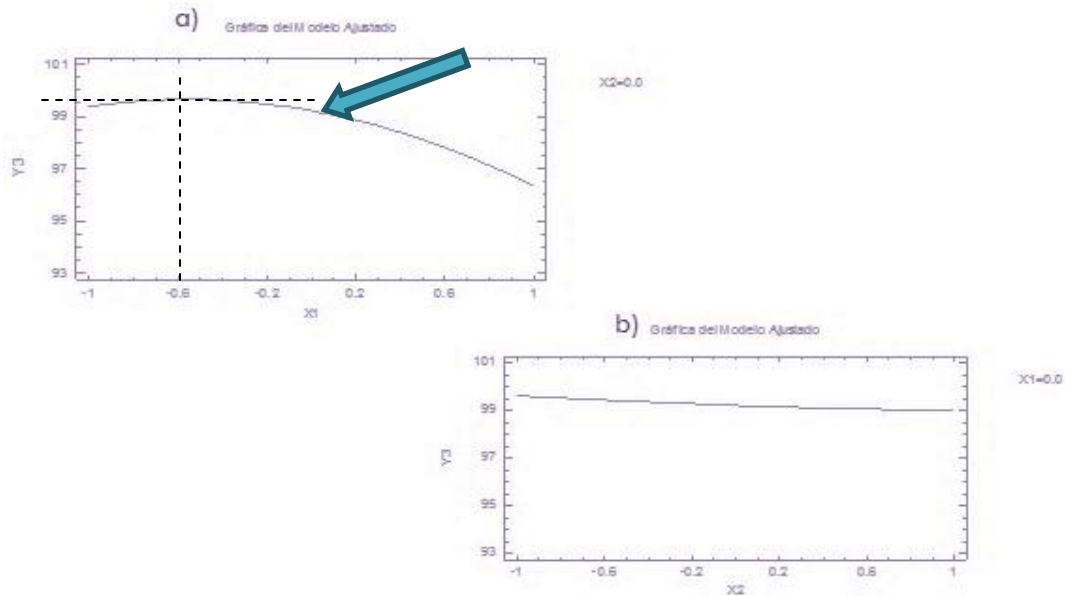 a) Gráfica del Modelo Ajustado
101
99
97
95
93
Y3
-1 -0.6 -0.2 0.2 0.6 1
X1
X2=0.0
b) Gráfica del Modelo Ajustado
101
99
97
95
93
Y3
-1 -0.6 -0.2 0.2 0.6 1
X2
X1=0.0